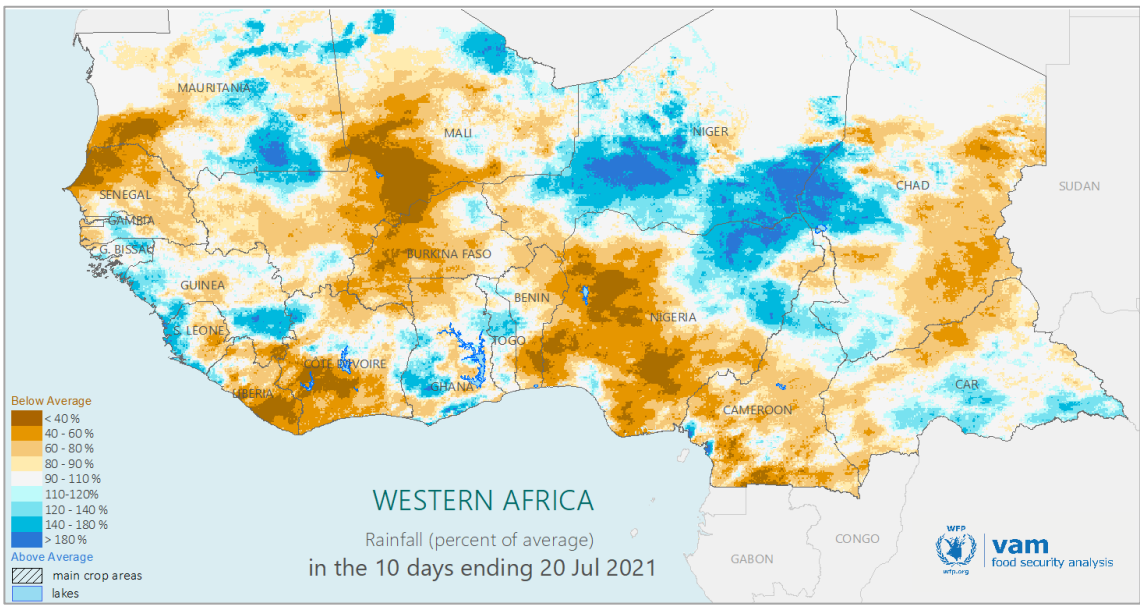 MAURITANIA
MALI
NIGER
CHAD
SUDAN
SENEGAL
GAMBIA
G. BISSAU
BURKINA FASO
GUINEA
BENIN
NIGERIA
S. LEONE
TOGO
COTE D'IVOIRE
GHANA
LIBERIA
CAMEROON
CAR
GABON
CONGO
Below Average
< 40 %
40 - 60 %
60 - 80 %
80 - 90 %
90 - 110 %
110-120%
120 - 140 %
140 - 180 %
> 180 %
Above Average
main crop areas
lakes
WESTERN AFRICA
Rainfall (percent of average)
in the 10 days ending 20 Jul 2021
WFP
wfp.org
vam
food security analysis